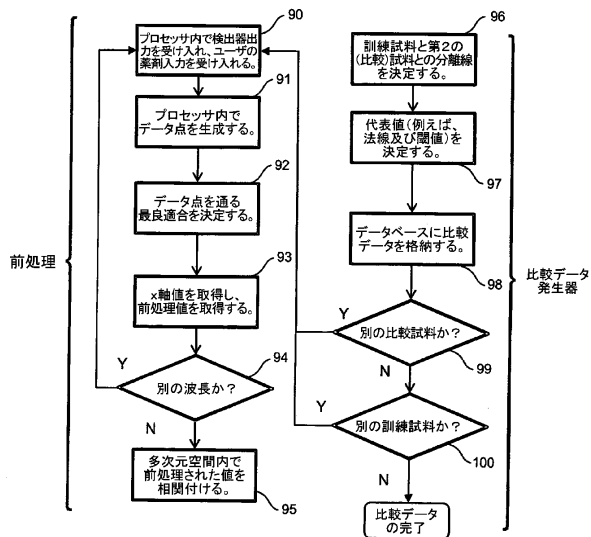 90
プロセッサ内で検出器出
力を受け入れ、ユーザの
薬剤入力を受け入れる。
91
プロセッサ内で
データ点を生成する。
92
データ点を通る
最良適合を決定する。
93
x軸値を取得し、
前処理値を取得する。
94
別の波長か?
Y
N
多次元空間内で
前処理された値を
相関付ける。
95
前処理
96
訓練試料と第2の
(比較)試料との分離線
を決定する。
代表値(例えば、
法線及び閾値)を
決定する。
97
データベースに比較
データを格納する。
98
別の比較試料か?
Y
99
N
別の訓練試料か?
Y
100
N
比較データ
の完了
比較データ
発生器